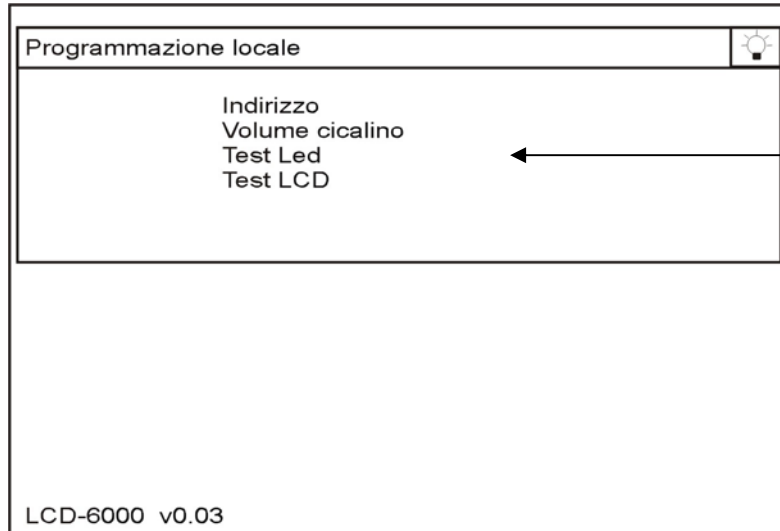 Programmazione locale
Indirizzo
Volume cicalino
Test Led
Test LCD
LCD-6000 v0.03